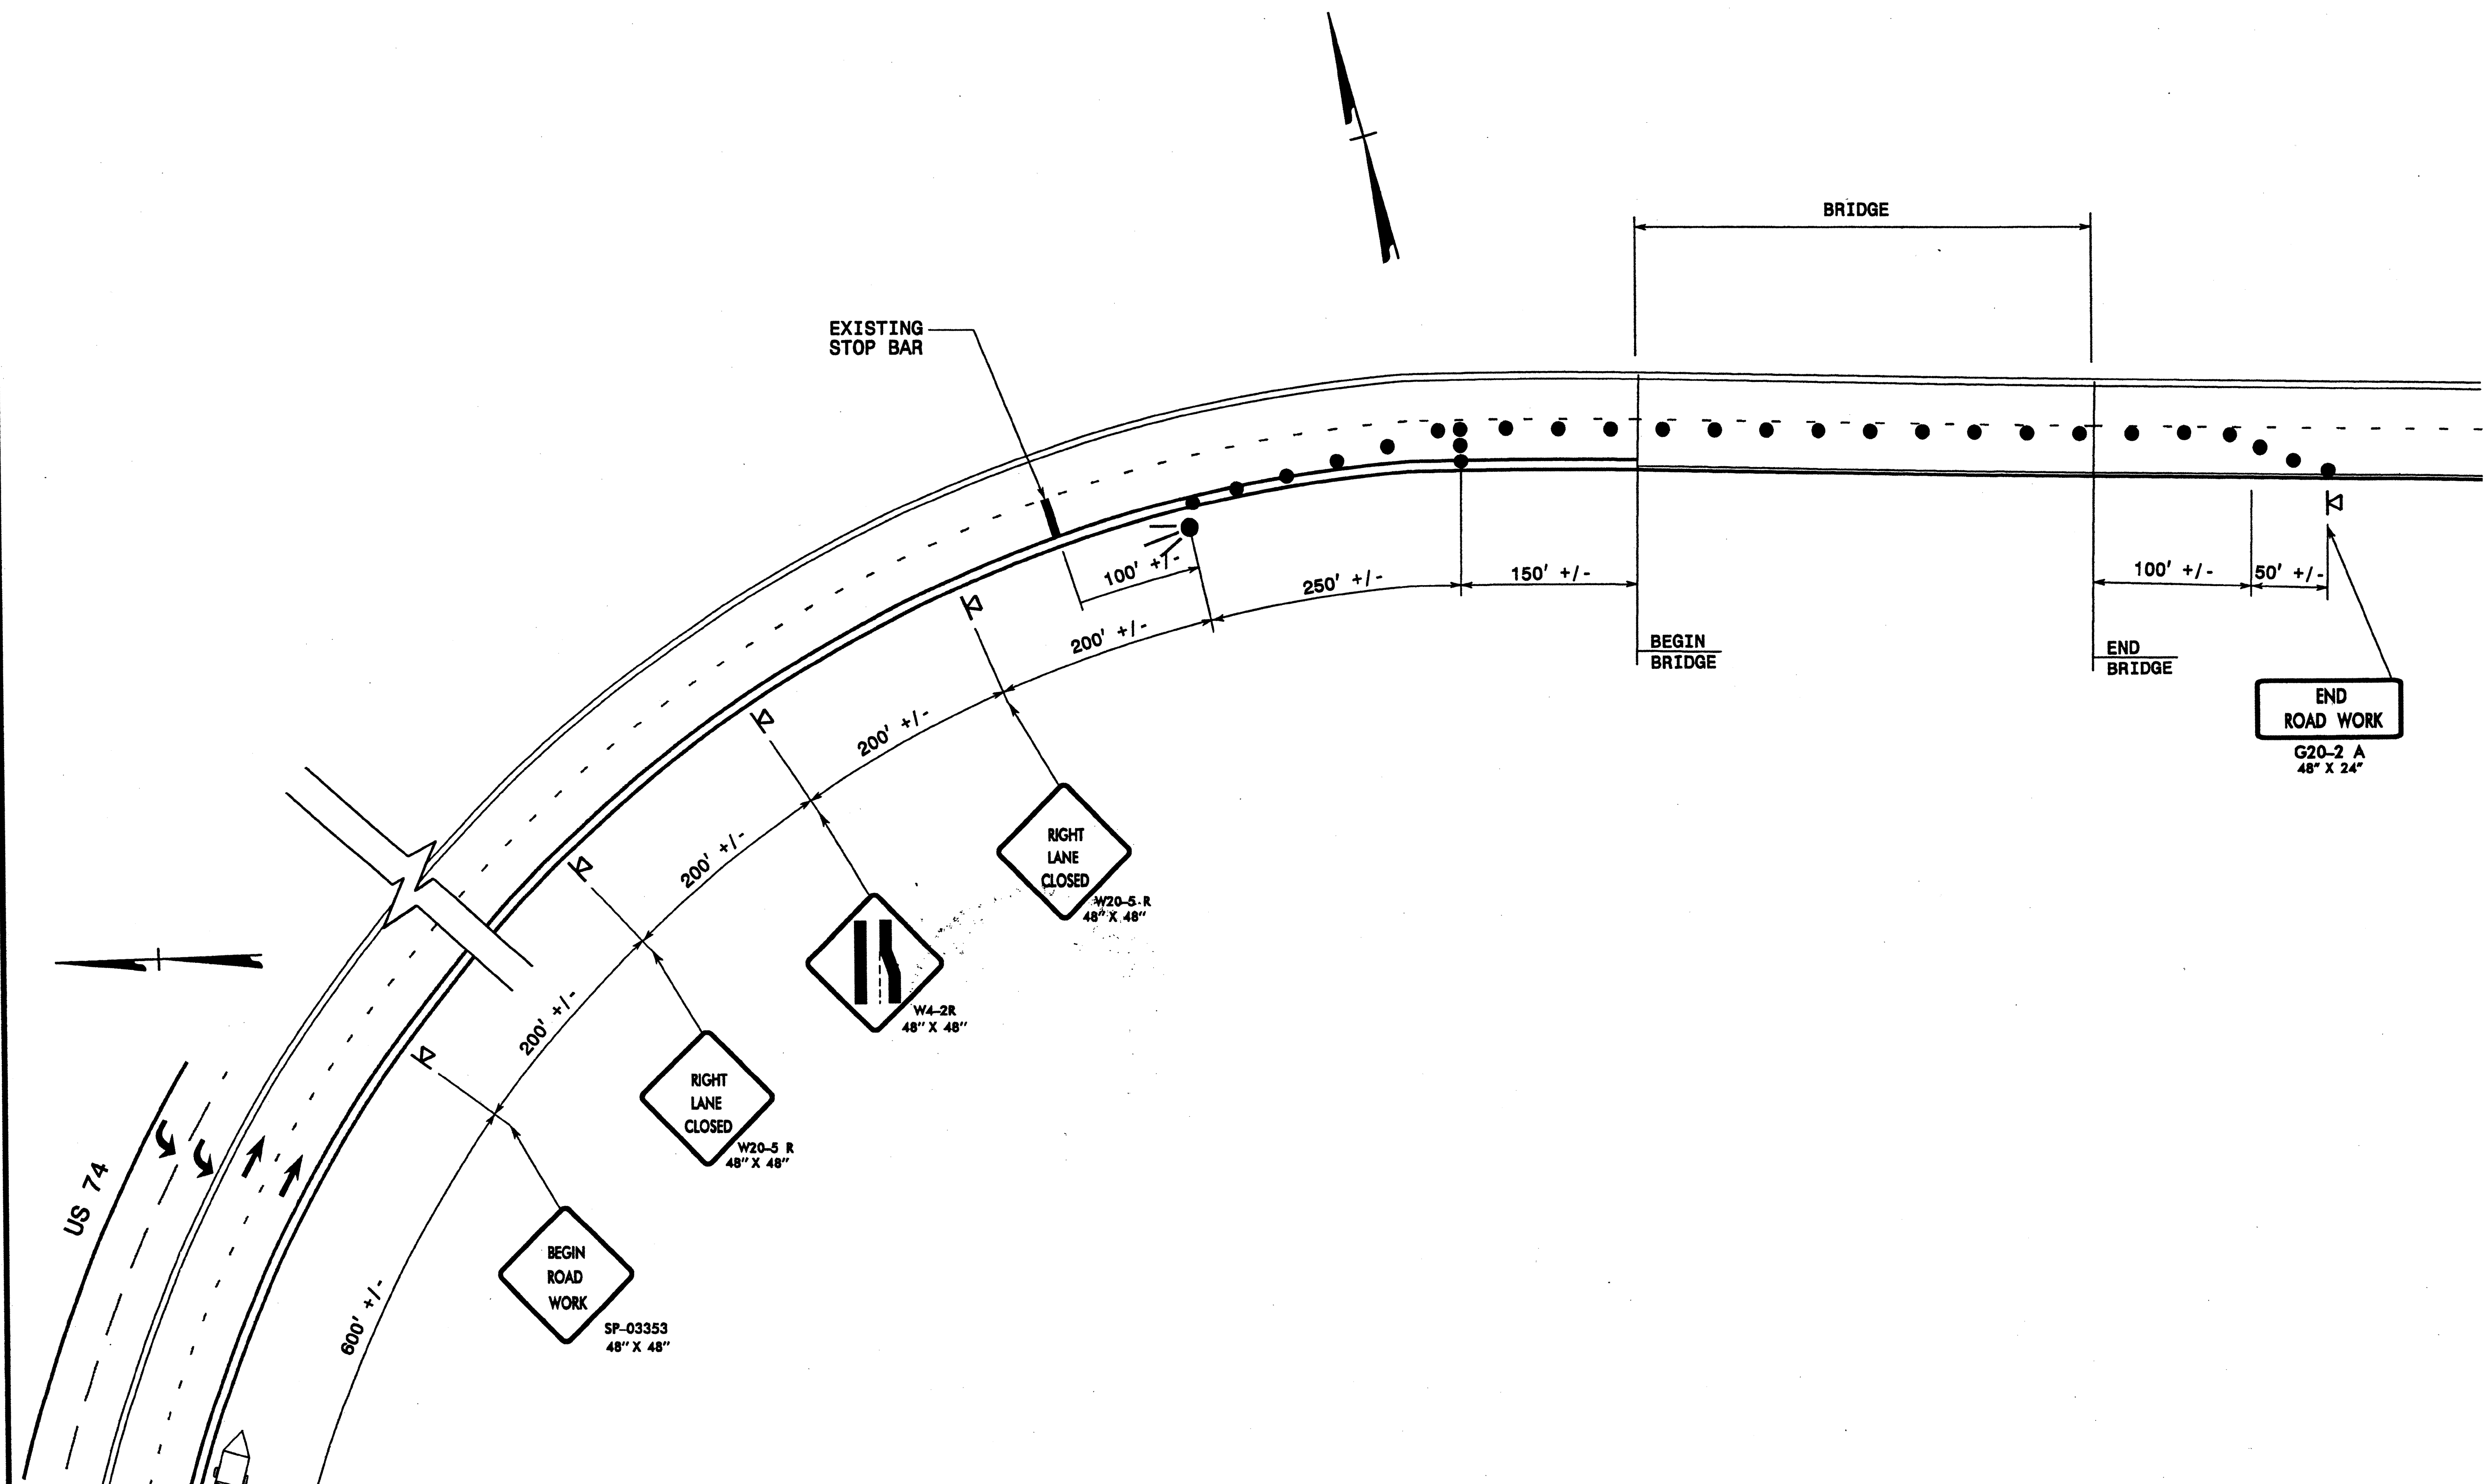 BRIDGE
EXISTING
STOP BAR
100' +/-
250' +/-
150' +/-
100' +/-
50' +/-
200' +/-
BEGIN
BRIDGE
END
BRIDGE
END
ROAD WORK
G20-2 A
48" X 24"
200' +/-
RIGHT
LANE
CLOSED
W20-5 R
48" X 48"
200' +/-
W4-2R
48" X 48"
200' +/-
RIGHT
LANE
CLOSED
W20-5 R
48" X 48"
US 74
BEGIN
ROAD
WORK
SP-03353
48" X 48"
600' +/-